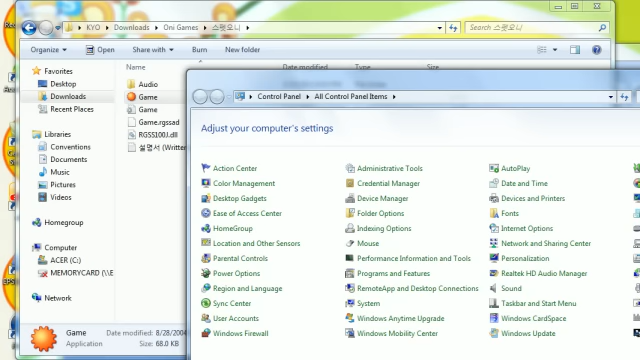 KYO ▸ Downloads ▸ Oni Games ▸ 스펏오니 ▸
Search 스펏오니
Organize Open Share with Burn New folder
Name Date modified Type Size
Favorites
Desktop
Downloads
Recent Places
Libraries
Conventions
Documents
Music
Pictures
Videos
Homegroup
Computer
ACER (C:)
MEMORYCARD (\\E
Network
Audio
Game
Game
Game.rgssad
RGSS100J.dll
설명서 (Written
Game Date modified: 8/28/2004
Application Size: 68.0 KB
Control Panel ▸ All Control Panel Items ▸
Adjust your computer's settings
Action Center Administrative Tools AutoPlay
Color Management Credential Manager Date and Time
Desktop Gadgets Device Manager Devices and Printers
Ease of Access Center Folder Options Fonts
HomeGroup Indexing Options Internet Options
Location and Other Sensors Mouse Network and Sharing Center
Parental Controls Performance Information and Tools Personalization
Power Options Programs and Features Realtek HD Audio Manager
Region and Language RemoteApp and Desktop Connections Sound
Sync Center System Taskbar and Start Menu
User Accounts Windows Anytime Upgrade Windows CardSpace
Windows Firewall Windows Mobility Center Windows Update